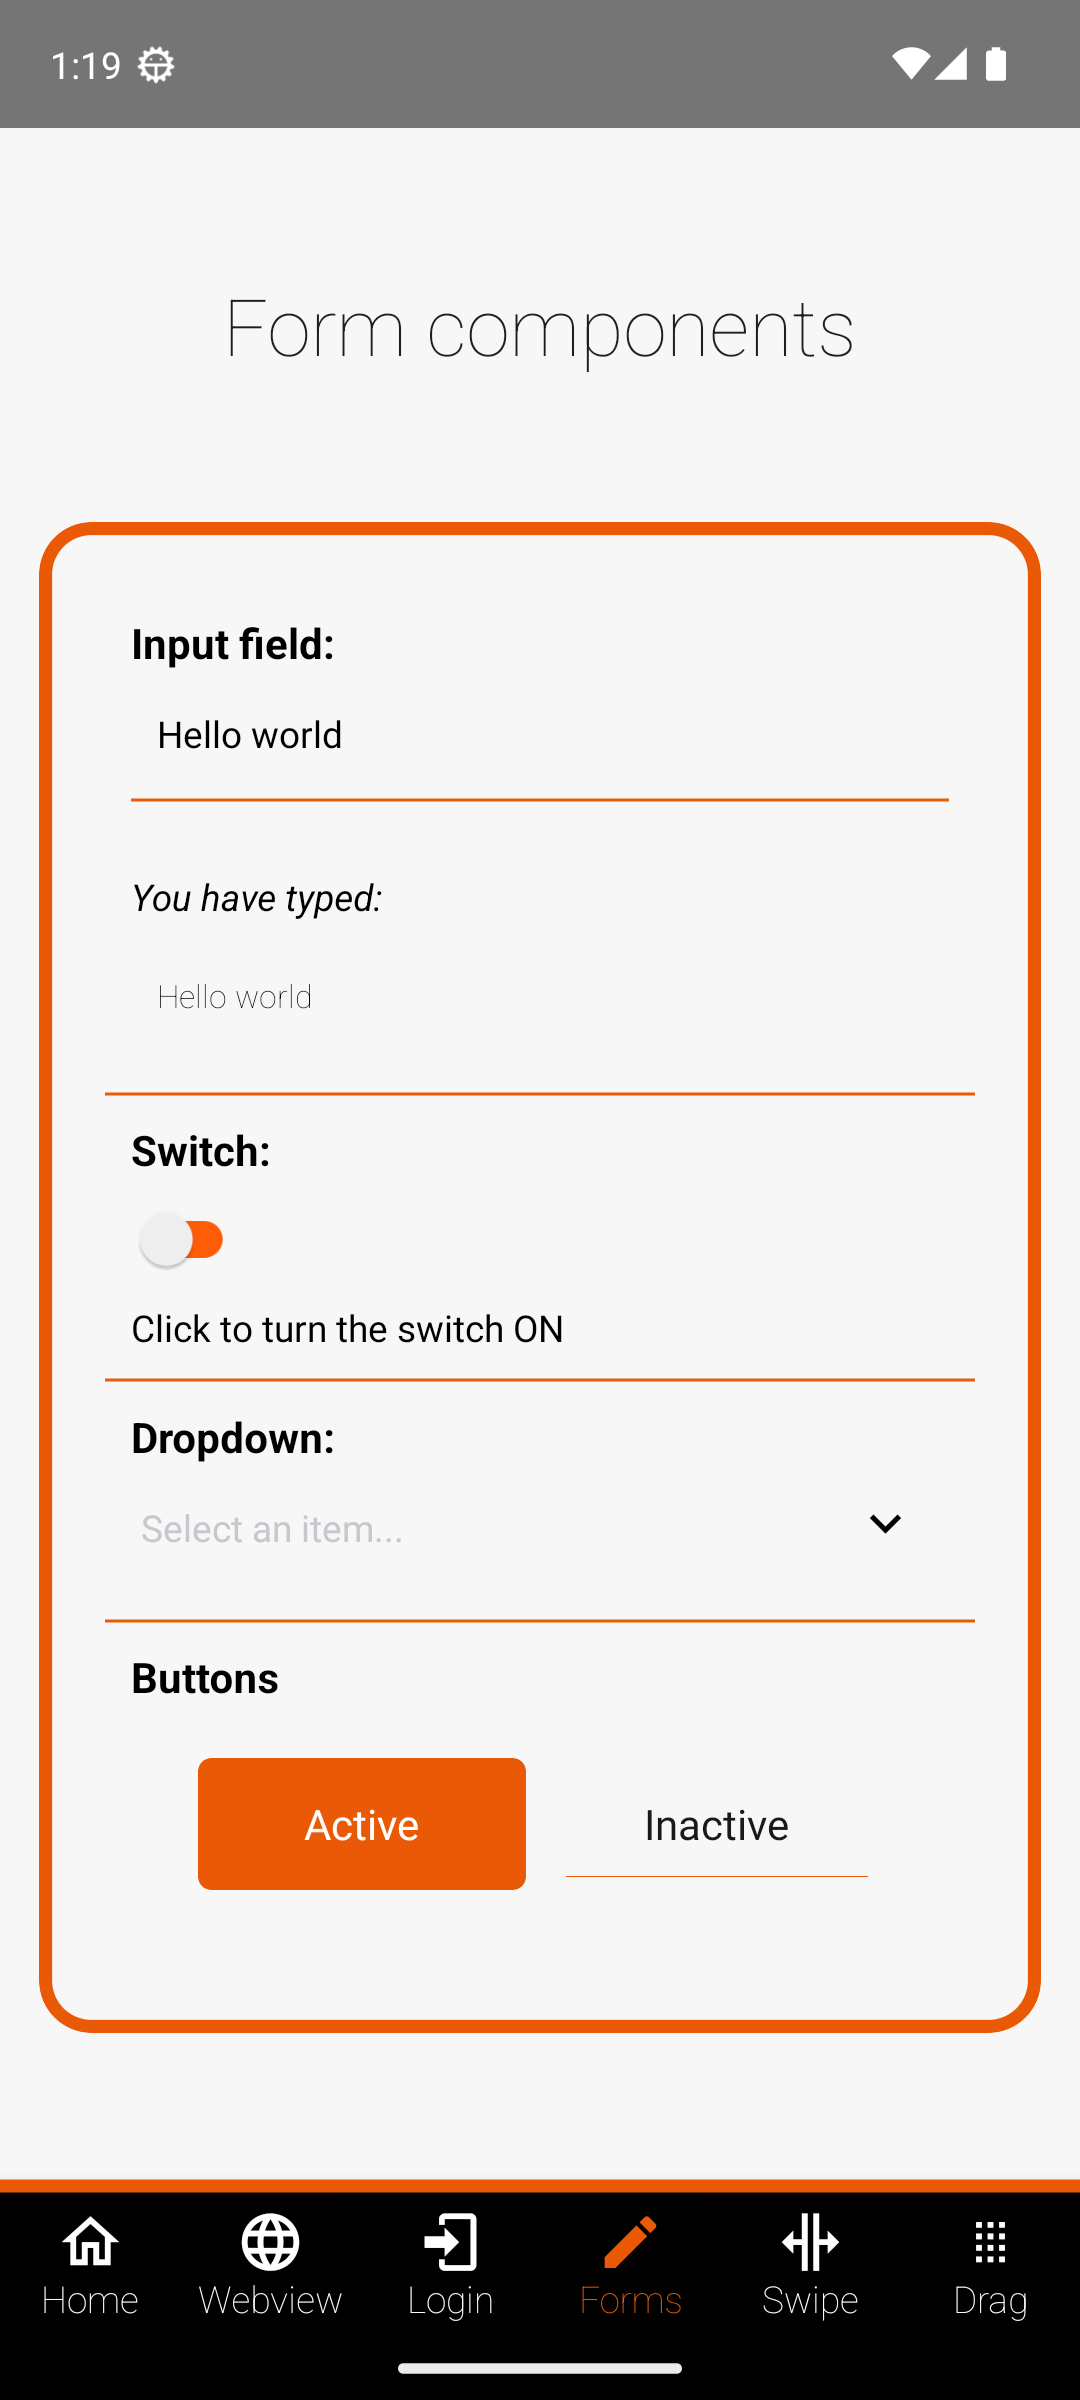 1:19
Form components
Input field:
Hello world
You have typed:
Hello world
Switch:
Click to turn the switch ON
Dropdown:
Select an item...
Buttons
Active Inactive
Home Webview Login Forms Swipe Drag